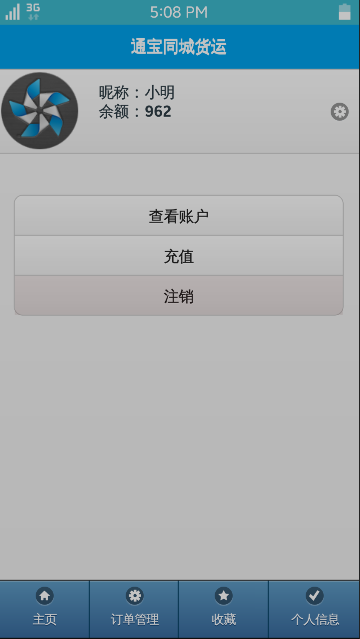 3G 5:08 PM
通宝同城货运
昵称：小明
余额：962
查看账户
充值
注销
主页 订单管理 收藏 个人信息